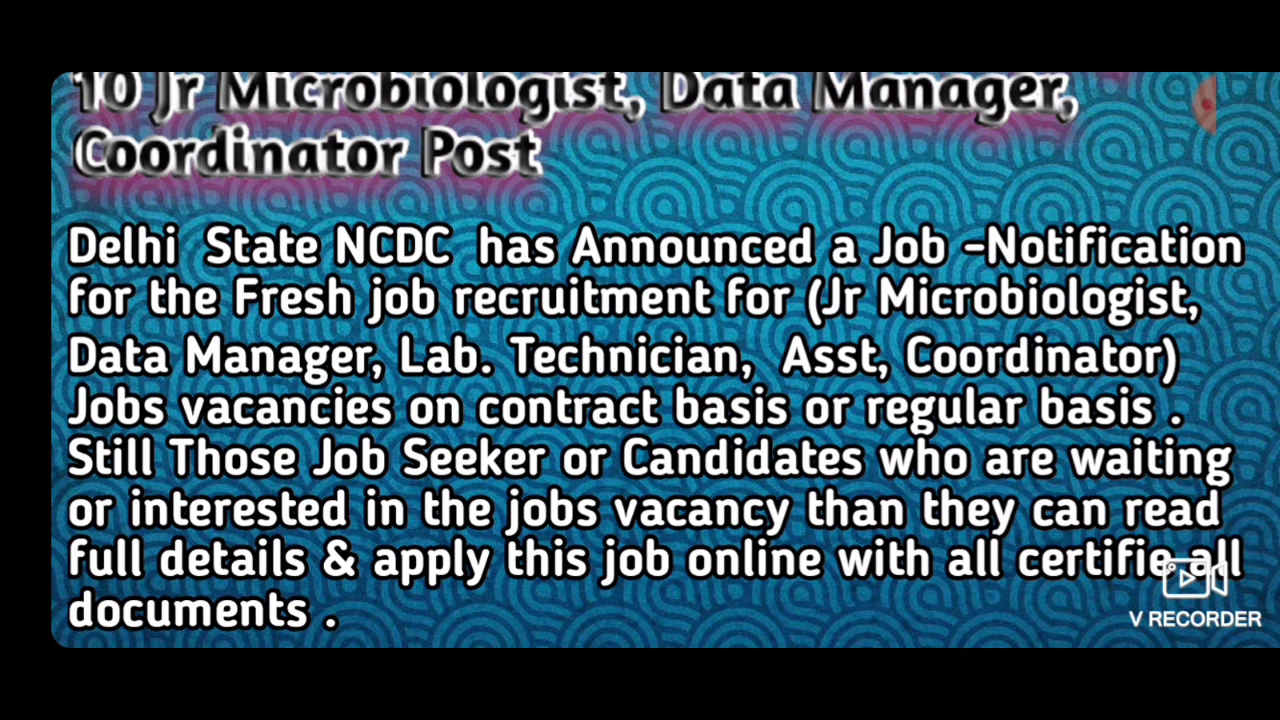 10 Jr Microbiologist, Data Manager,
Coordinator Post
Delhi State NCDC has Announced a Job -Notification
for the Fresh job recruitment for (Jr Microbiologist,
Data Manager, Lab. Technician, Asst, Coordinator)
Jobs vacancies on contract basis or regular basis .
Still Those Job Seeker or Candidates who are waiting
or interested in the jobs vacancy than they can read
full details & apply this job online with all certifie all
documents .
V RECORDER